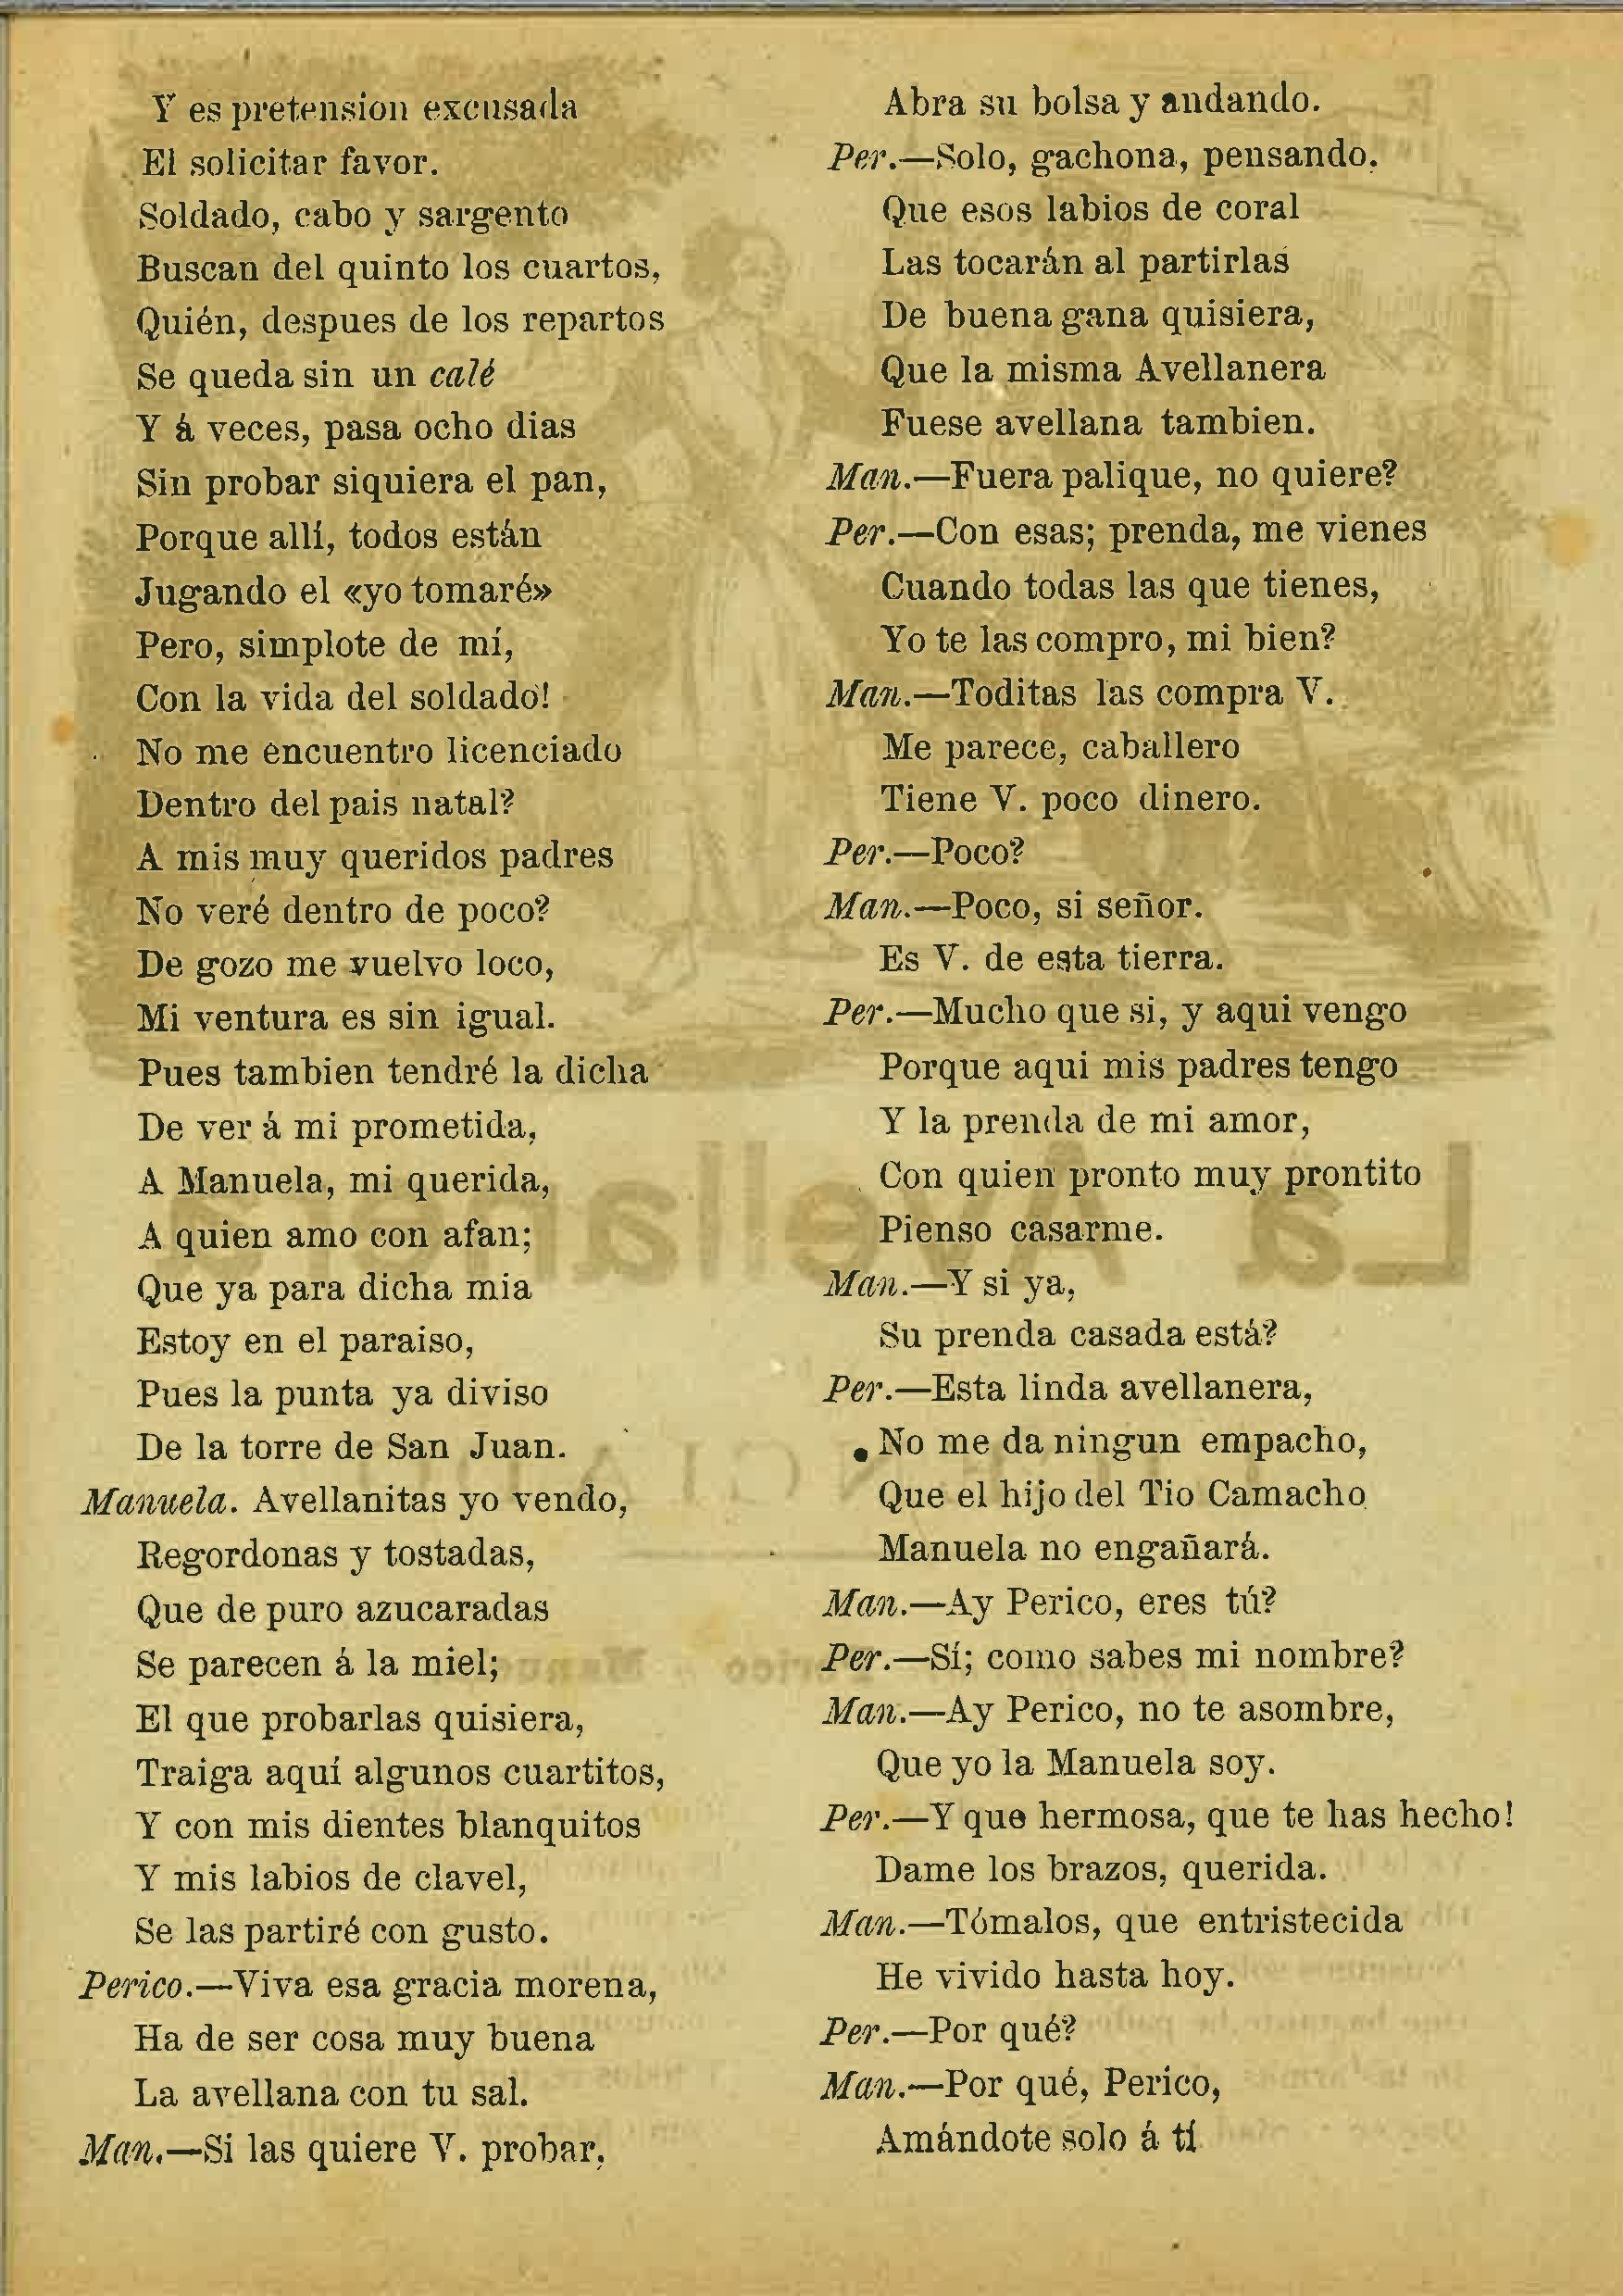 Y es pretension excusada
El solicitar favor.
Soldado, cabo y sargento
Buscan del quinto los cuartos,
Quién, despues de los repartos
Se queda sin un calé
Y á veces, pasa ocho dias
Sin probar siquiera el pan,
Porque allí, todos están
Jugando el «yo tomaré»
Pero, simplote de mí,
Con la vida del soldado!
No me encuentro licenciado
Dentro del pais natal?
A mis muy queridos padres
No veré dentro de poco?
De gozo me vuelvo loco,
Mi ventura es sin igual.
Pues tambien tendré la dicha
De ver á mi prometida,
A Manuela, mi querida,
A quien amo con afan;
Que ya para dicha mia
Estoy en el paraiso,
Pues la punta ya diviso
De la torre de San Juan.
Manuela. Avellanitas yo vendo,
Regordonas y tostadas,
Que de puro azucaradas
Se parecen á la miel;
El que probarlas quisiera,
Traiga aquí algunos cuartitos,
Y con mis dientes blanquitos
Y mis labios de clavel,
Se las partiré con gusto.
Perico.—Viva esa gracia morena,
Ha de ser cosa muy buena
La avellana con tu sal.
Man.—Si las quiere V. probar,
Abra su bolsa y andando.
Per.—Solo, gachona, pensando.
Que esos labios de coral
Las tocarán al partirlas
De buena gana quisiera,
Que la misma Avellanera
Fuese avellana tambien.
Man.—Fuera palique, no quiere?
Per.—Con esas; prenda, me vienes
Cuando todas las que tienes,
Yo te las compro, mi bien?
Man.—Toditas las compra V.
Me parece, caballero
Tiene V. poco dinero.
Per.—Poco?
Man.—Poco, si señor.
Es V. de esta tierra.
Per.—Mucho que si, y aqui vengo
Porque aqui mis padres tengo
Y la prenda de mi amor,
Con quien pronto muy prontito
Pienso casarme.
Man.—Y si ya,
Su prenda casada está?
Per.—Esta linda avellanera,
No me da ningun empacho,
Que el hijo del Tio Camacho
Manuela no engañará.
Man.—Ay Perico, eres tú?
Per.—Sí; como sabes mi nombre?
Man.—Ay Perico, no te asombre,
Que yo la Manuela soy.
Per.—Y que hermosa, que te has hecho!
Dame los brazos, querida.
Man.—Tómalos, que entristecida
He vivido hasta hoy.
Per.—Por qué?
Man.—Por qué, Perico,
Amándote solo á tí